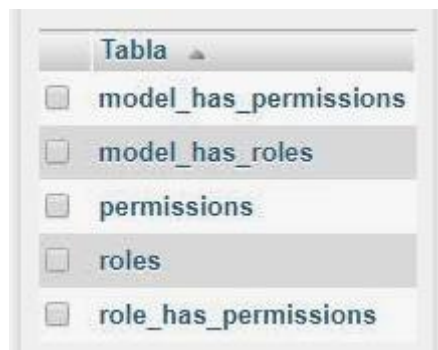 Tabla
model_has_permissions
model_has_roles
permissions
roles
role_has_permissions